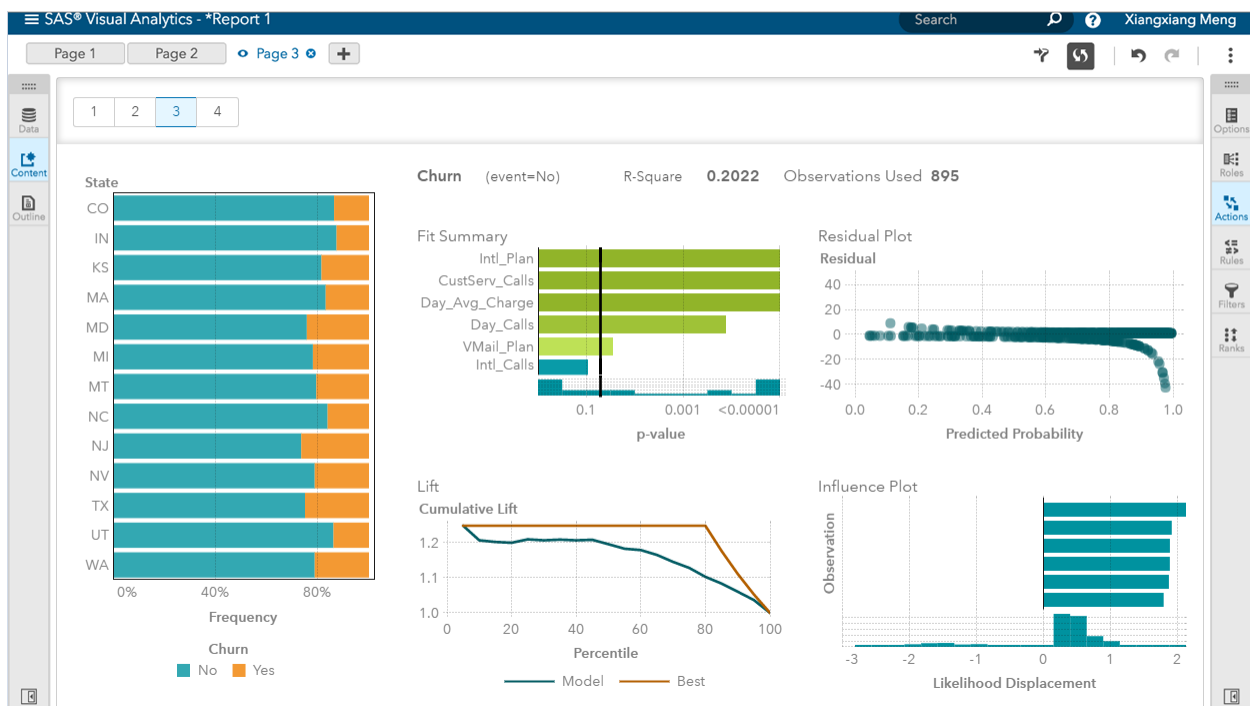 SAS® Visual Analytics - *Report 1
Search
?
Xiangxiang Meng
Page 1
Page 2
Page 3
Data
Content
Outline
1 2 3 4
Options
Roles
Actions
Rules
Filters
Ranks
State
CO
IN
KS
MA
MD
MI
MT
NC
NJ
NV
TX
UT
WA
0% 40% 80%
Frequency
Churn
No Yes
Churn (event=No) R-Square 0.2022 Observations Used 895
Fit Summary
Intl_Plan
CustServ_Calls
Day_Avg_Charge
Day_Calls
VMail_Plan
Intl_Calls
0.1 0.001 <0.00001
p-value
Residual Plot
Residual
40
20
0
-20
-40
0.0 0.2 0.4 0.6 0.8 1.0
Predicted Probability
Lift
Cumulative Lift
1.2
1.1
1.0
0 20 40 60 80 100
Percentile
Model Best
Influence Plot
Observation
-3 -2 -1 0 1 2
Likelihood Displacement